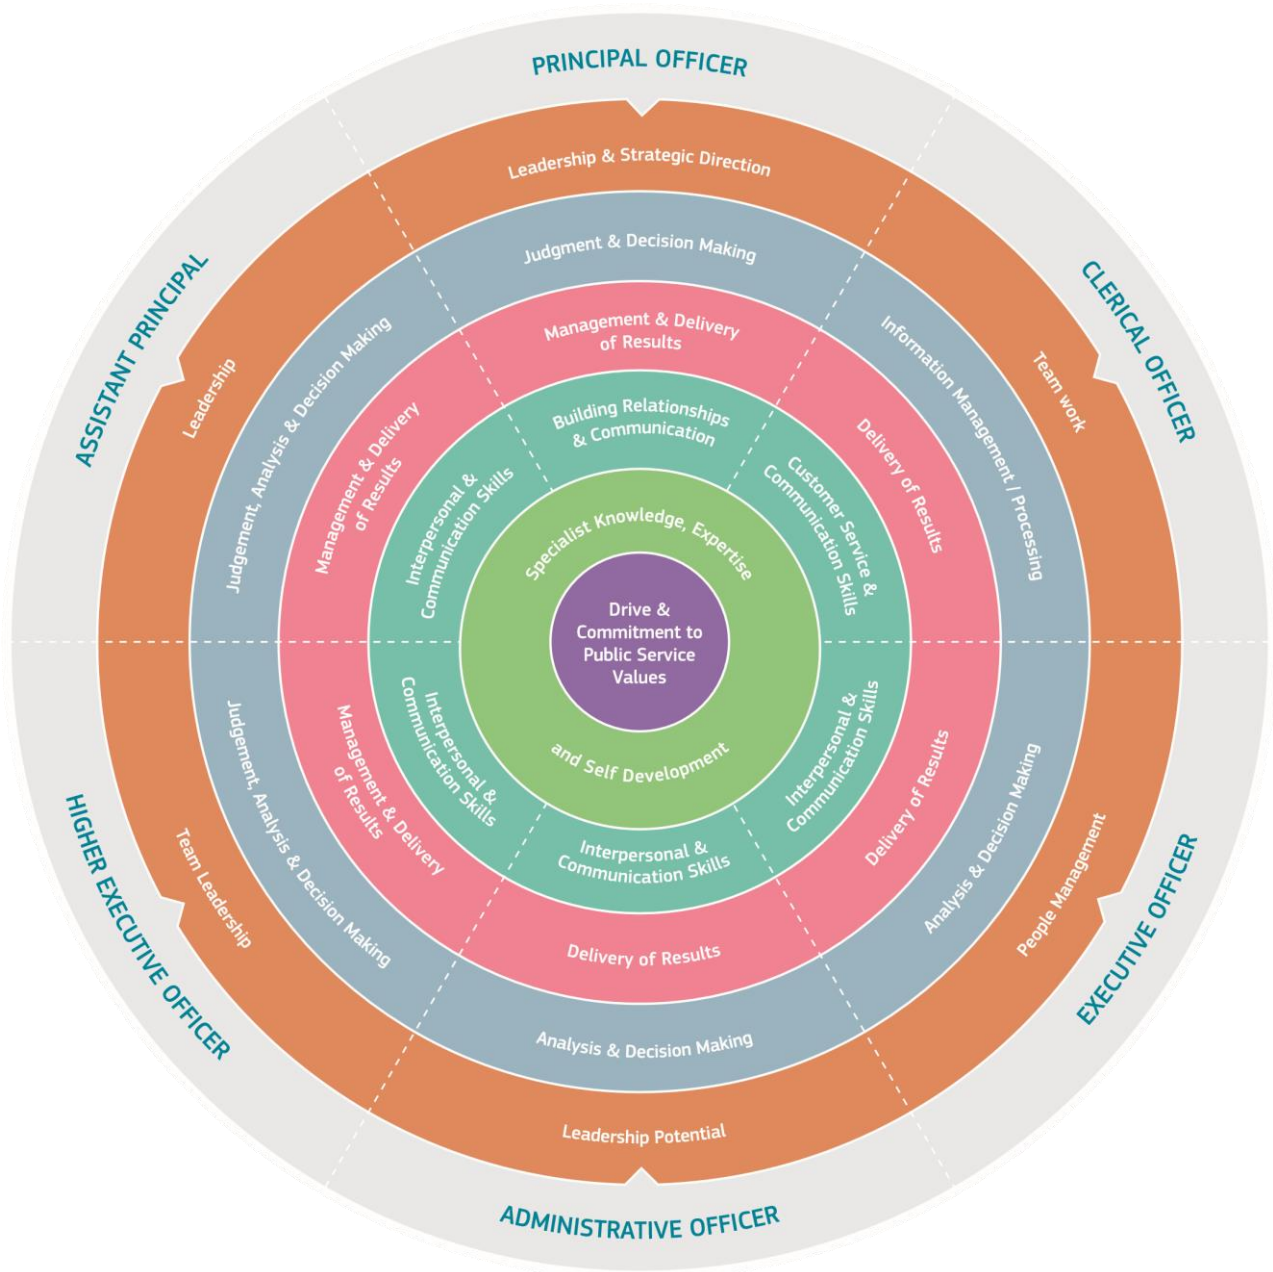 PRINCIPAL OFFICER
Leadership & Strategic Direction
Judgment & Decision Making
Management & Delivery
of Results
Building Relationships
& Communication
CLERICAL OFFICER
Team work
Information Management / Processing
Delivery of Results
Customer Service &
Communication Skills
EXECUTIVE OFFICER
People Management
Analysis & Decision Making
Delivery of Results
Interpersonal &
Communication Skills
ADMINISTRATIVE OFFICER
Leadership Potential
Analysis & Decision Making
Delivery of Results
Interpersonal &
Communication Skills
HIGHER EXECUTIVE OFFICER
Team Leadership
Judgement, Analysis & Decision Making
Management & Delivery
of Results
Interpersonal &
Communication Skills
ASSISTANT PRINCIPAL
Leadership
Judgement, Analysis & Decision Making
Management & Delivery
of Results
Interpersonal &
Communication Skills
Specialist Knowledge, Expertise
and Self Development
Drive &
Commitment to
Public Service
Values